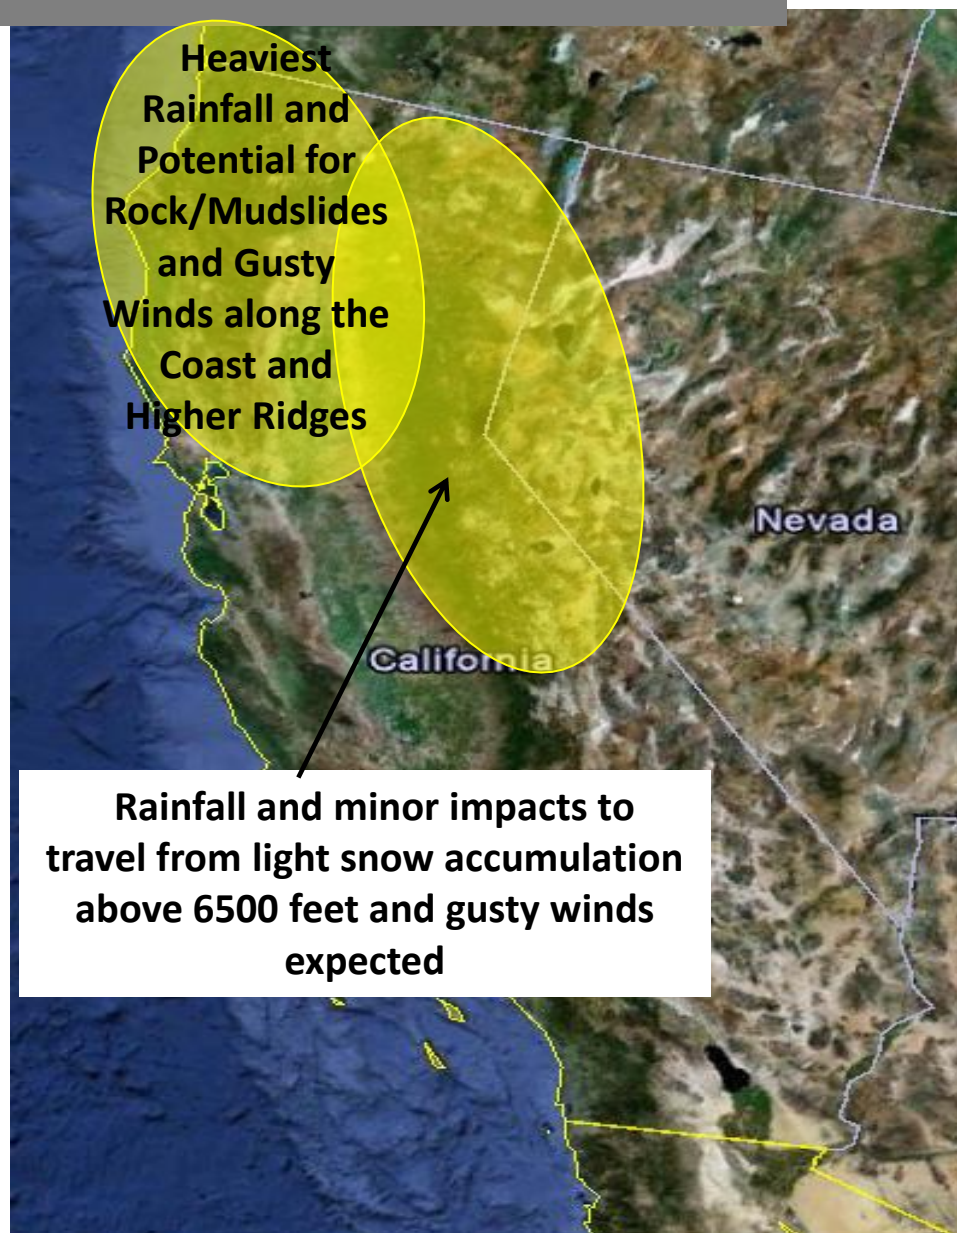 Heaviest
Rainfall and
Potential for
Rock/Mudslides
and Gusty
Winds along the
Coast and
Higher Ridges
Nevada
California
Rainfall and minor impacts to
travel from light snow accumulation
above 6500 feet and gusty winds
expected